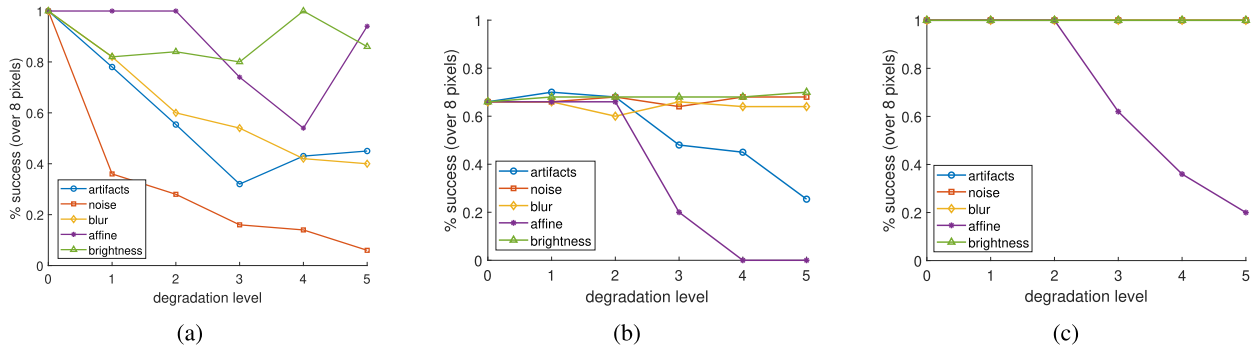 1
0.8
0.6
0.4
0.2
0
% success (over 8 pixels)
artifacts
noise
blur
affine
brightness
0 1 2 3 4 5
degradation level
(a)
1
0.8
0.6
0.4
0.2
0
% success (over 8 pixels)
artifacts
noise
blur
affine
brightness
0 1 2 3 4 5
degradation level
(b)
1
0.8
0.6
0.4
0.2
0
% success (over 8 pixels)
artifacts
noise
blur
affine
brightness
0 1 2 3 4 5
degradation level
(c)